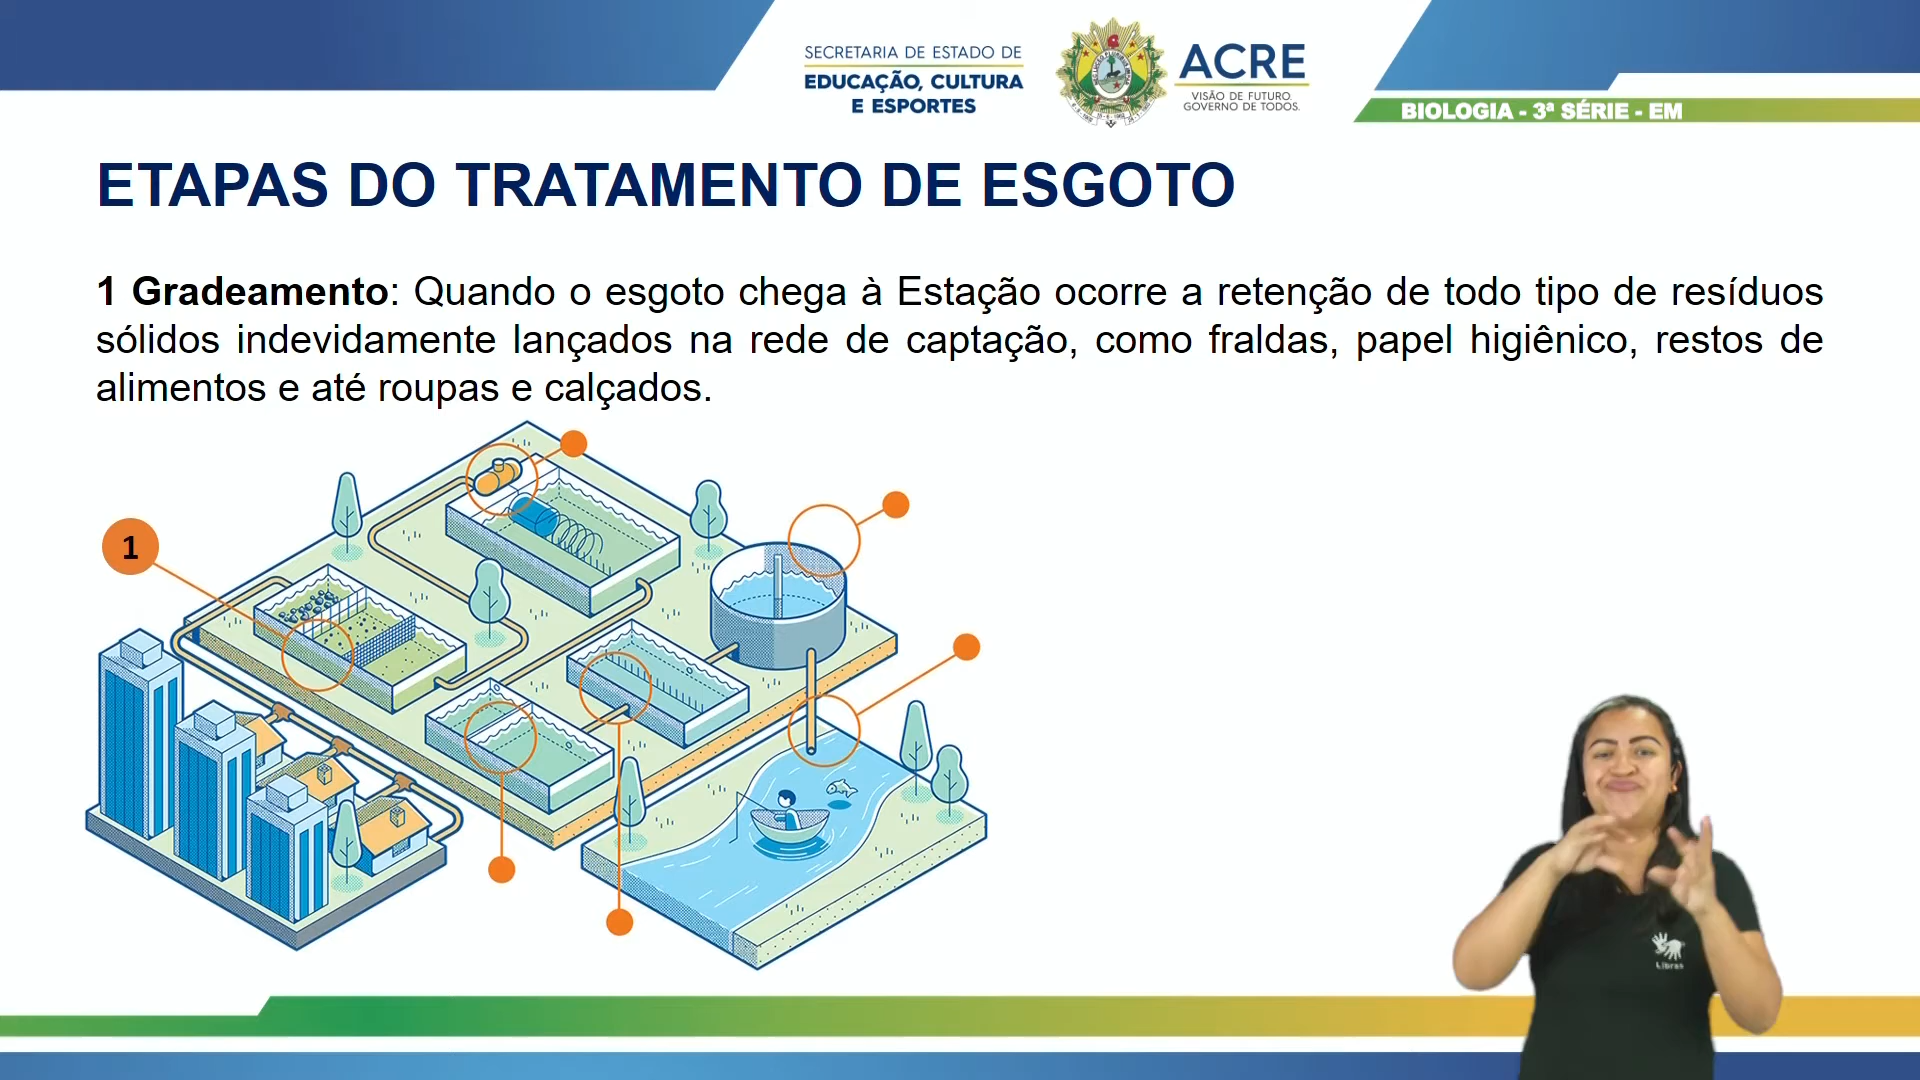 SECRETARIA DE ESTADO DE
EDUCAÇÃO, CULTURA
E ESPORTES
ACRE
VISÃO DE FUTURO.
GOVERNO DE TODOS.
BIOLOGIA - 3ª SÉRIE - EM
ETAPAS DO TRATAMENTO DE ESGOTO
1 Gradeamento: Quando o esgoto chega à Estação ocorre a retenção de todo tipo de resíduos
sólidos indevidamente lançados na rede de captação, como fraldas, papel higiênico, restos de
alimentos e até roupas e calçados.
1
Libras